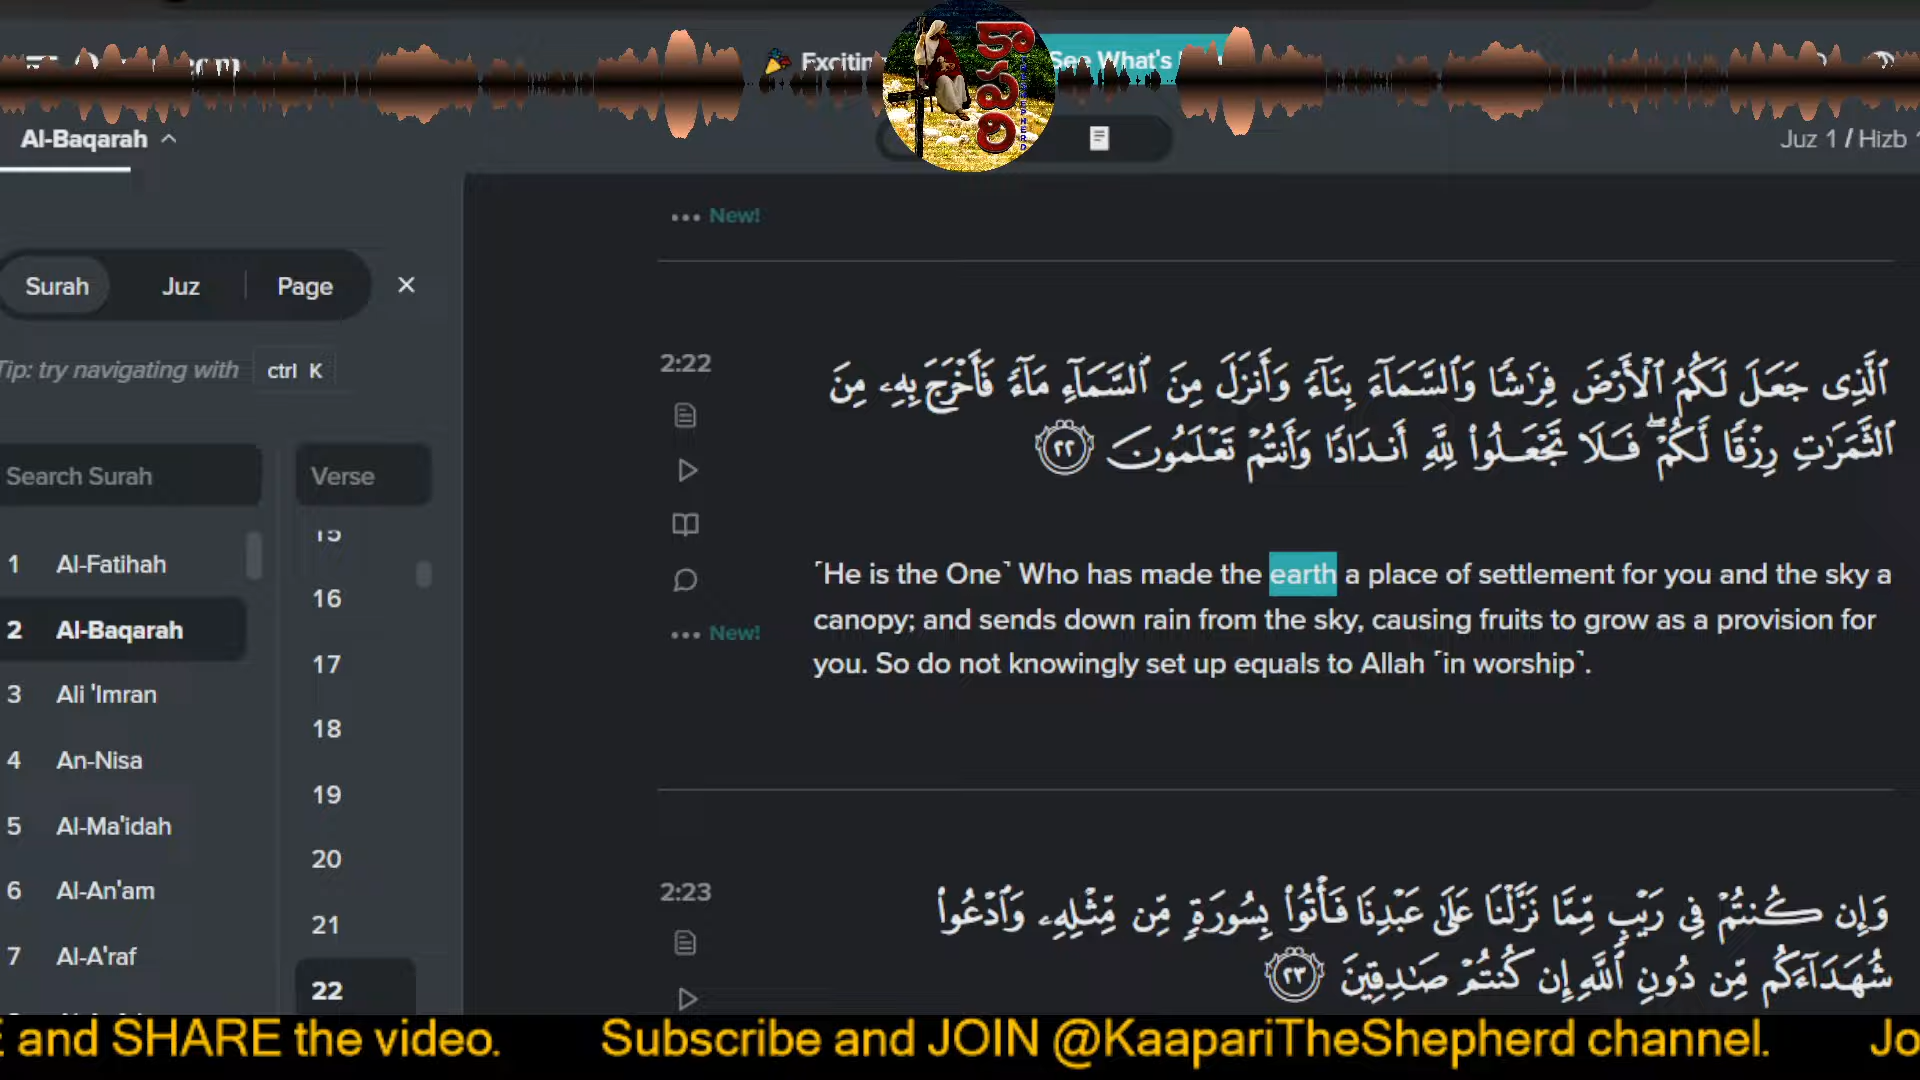 See What's
కాపరి
Al-Baqarah
Juz 1 / Hizb
New!
Surah
Juz
Page
Tip: try navigating with ctrl K
2:22
ٱلَّذِى جَعَلَ لَكُمُ ٱلْأَرْضَ فِرَٰشًا وَٱلسَّمَآءَ بِنَآءً وَأَنزَلَ مِنَ ٱلسَّمَآءِ مَآءً فَأَخْرَجَ بِهِۦ مِنَ
ٱلثَّمَرَٰتِ رِزْقًا لَّكُمْ ۖ فَلَا تَجْعَلُوا۟ لِلَّهِ أَندَادًا وَأَنتُمْ تَعْلَمُونَ ٢٢
Search Surah
Verse
15
1 Al-Fatihah
16
2 Al-Baqarah
17
3 Ali 'Imran
18
4 An-Nisa
19
5 Al-Ma'idah
20
6 Al-An'am
21
7 Al-A'raf
22
˹He is the One˺ Who has made the earth a place of settlement for you and the sky a
canopy; and sends down rain from the sky, causing fruits to grow as a provision for
you. So do not knowingly set up equals to Allah ˹in worship˺.
New!
2:23
وَإِن كُنتُمْ فِى رَيْبٍ مِّمَّا نَزَّلْنَا عَلَىٰ عَبْدِنَا فَأْتُوا۟ بِسُورَةٍ مِّن مِّثْلِهِۦ وَٱدْعُوا۟
شُهَدَآءَكُم مِّن دُونِ ٱللَّهِ إِن كُنتُمْ صَـٰدِقِينَ ٢٣
and SHARE the video. Subscribe and JOIN @KaapariTheShepherd channel. Jo